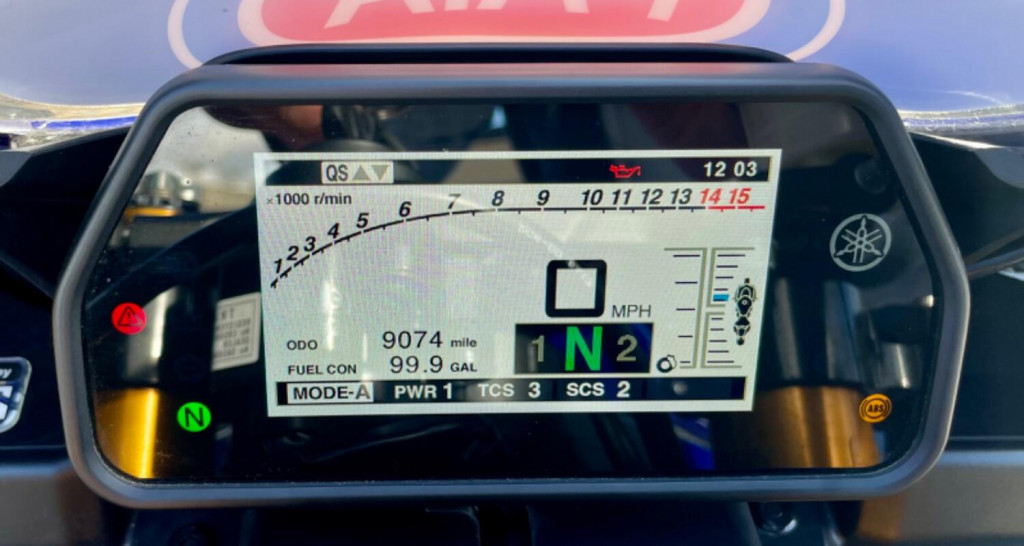 QS
12 03
×1000 r/min
1 2 3 4 5 6 7 8 9 10 11 12 13 14 15
0 MPH
1 N 2
ODO 9074 mile
FUEL CON 99.9 GAL
MODE-A PWR 1 TCS 3 SCS 2
N
ABS